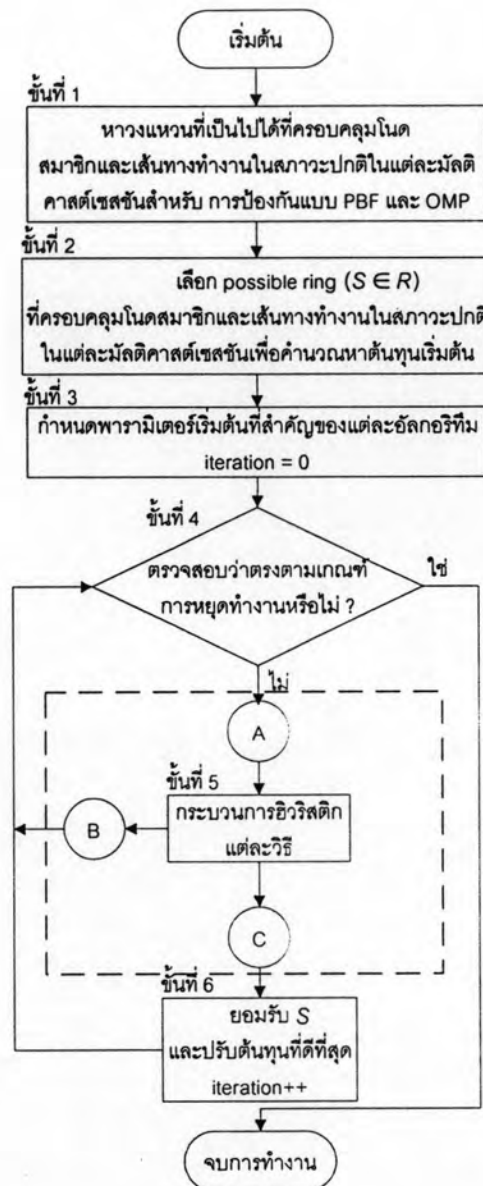 เริ่มต้น
ขั้นที่ 1
หาวงแหวนที่เป็นไปได้ที่ครอบคลุมโนด
สมาชิกและเส้นทางทำงานในสภาวะปกติในแต่ละมัลติ
คาสต์เซสชันสำหรับ การป้องกันแบบ PBF และ OMP
ขั้นที่ 2
เลือก possible ring (S ∈ R)
ที่ครอบคลุมโนดสมาชิกและเส้นทางทำงานในสภาวะปกติ
ในแต่ละมัลติคาสต์เซสชันเพื่อคำนวณหาต้นทุนเริ่มต้น
ขั้นที่ 3
กำหนดพารามิเตอร์เริ่มต้นที่สำคัญของแต่ละอัลกอริทึม
iteration = 0
ขั้นที่ 4
ตรวจสอบว่าตรงตามเกณฑ์
การหยุดทำงานหรือไม่ ?
ใช่
ไม่
A
ขั้นที่ 5
กระบวนการฮิวริสติก
แต่ละวิธี
B
C
ขั้นที่ 6
ยอมรับ S
และปรับต้นทุนที่ดีที่สุด
iteration++
จบการทำงาน